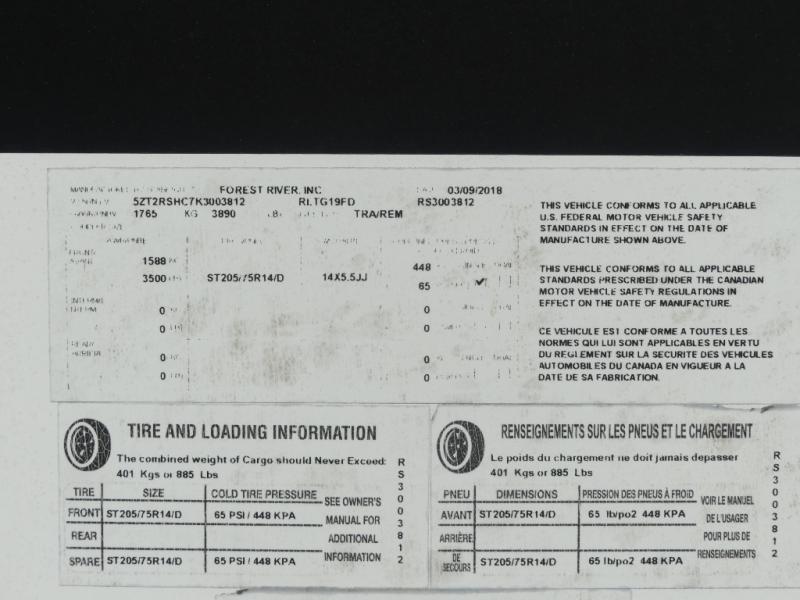 FOREST RIVER, INC 03/09/2018
5ZT2RSHC7K3003812 RLTG19FD RS3003812
1765 KG 3890 TRA/REM
1588
448
3500 ST205/75R14/D 14X5.5JJ
65
0
0
0
0
0
0
0
0
THIS VEHICLE CONFORMS TO ALL APPLICABLE
U.S. FEDERAL MOTOR VEHICLE SAFETY
STANDARDS IN EFFECT ON THE DATE OF
MANUFACTURE SHOWN ABOVE.
THIS VEHICLE CONFORMS TO ALL APPLICABLE
STANDARDS PRESCRIBED UNDER THE CANADIAN
MOTOR VEHICLE SAFETY REGULATIONS IN
EFFECT ON THE DATE OF MANUFACTURE.
CE VEHICULE EST CONFORME A TOUTES LES
NORMES QUI LUI SONT APPLICABLES EN VERTU
DU REGLEMENT SUR LA SECURITE DES VEHICULES
AUTOMOBILES DU CANADA EN VIGUEUR A LA
DATE DE SA FABRICATION.
TIRE AND LOADING INFORMATION
The combined weight of Cargo should Never Exceed:
401 Kgs or 885 Lbs
TIRE SIZE COLD TIRE PRESSURE
FRONT ST205/75R14/D 65 PSI / 448 KPA
REAR
SPARE ST205/75R14/D 65 PSI / 448 KPA
SEE OWNER'S
MANUAL FOR
ADDITIONAL
INFORMATION
RS3003812
RENSEIGNEMENTS SUR LES PNEUS ET LE CHARGEMENT
Le poids du chargement ne doit jamais depasser
401 Kgs or 885 Lbs
PNEU DIMENSIONS PRESSION DES PNEUS À FROID
AVANT ST205/75R14/D 65 lb/po2 448 KPA
ARRIÈRE
DE SECOURS ST205/75R14/D 65 lb/po2 448 KPA
VOIR LE MANUEL
DE L'USAGER
POUR PLUS DE
RENSEIGNEMENTS
RS3003812